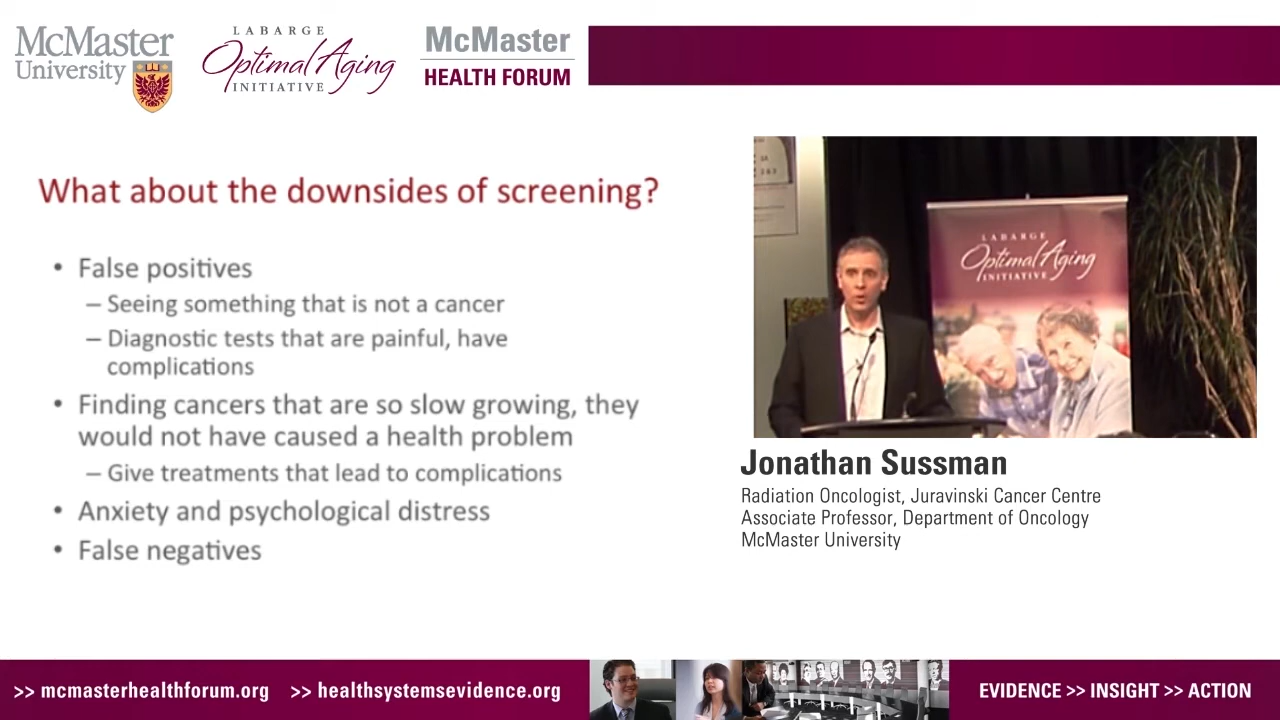 McMaster
University
LABARGE
Optimal Aging
INITIATIVE
McMaster
HEALTH FORUM
What about the downsides of screening?
• False positives
– Seeing something that is not a cancer
– Diagnostic tests that are painful, have
complications
• Finding cancers that are so slow growing, they
would not have caused a health problem
– Give treatments that lead to complications
• Anxiety and psychological distress
• False negatives
LABARGE
Optimal Aging
INITIATIVE
Jonathan Sussman
Radiation Oncologist, Juravinski Cancer Centre
Associate Professor, Department of Oncology
McMaster University
>> mcmasterhealthforum.org >> healthsystemsevidence.org
EVIDENCE >> INSIGHT >> ACTION